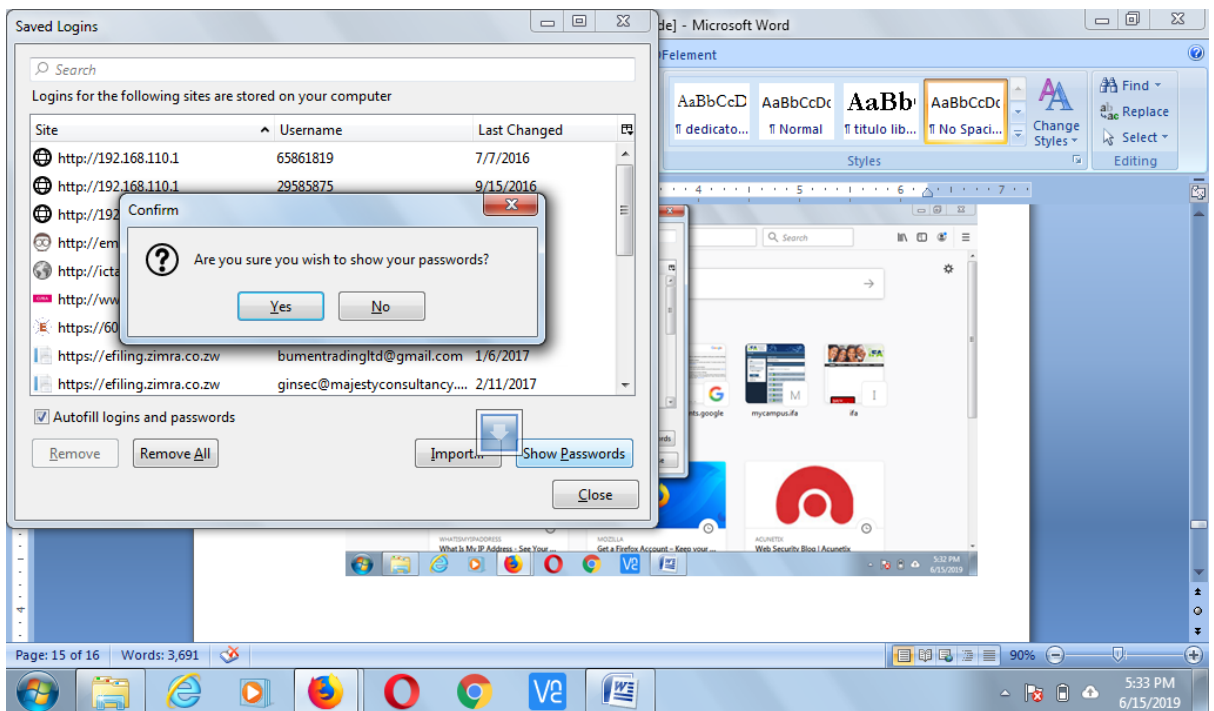 Saved Logins
de] - Microsoft Word
Felement
Search
Logins for the following sites are stored on your computer
Site Username Last Changed
http://192.168.110.1 65861819 7/7/2016
http://192.168.110.1 29585875 9/15/2016
http://192
http://em
http://icta
http://ww
https://60
https://efiling.zimra.co.zw bumentradingltd@gmail.com 1/6/2017
https://efiling.zimra.co.zw ginsec@majestyconsultancy.... 2/11/2017
Confirm
Are you sure you wish to show your passwords?
Yes No
Autofill logins and passwords
Remove Remove All Import... Show Passwords
Close
AaBbCcD AaBbCcDc AaBb AaBbCcDc
¶ dedicato... ¶ Normal ¶ titulo lib... ¶ No Spaci...
Change Styles
Styles
Find
Replace
Select
Editing
4 5 6 7
Search
nts.google mycampus.ifa ifa
WHATISMYIPADDRESS MOZILLA ACUNETIX
What Is My IP Address - See Your ... Get a Firefox Account – Keep your ... Web Security Blog | Acunetix
5:32 PM
6/15/2019
Page: 15 of 16 Words: 3,691 90%
5:33 PM
6/15/2019